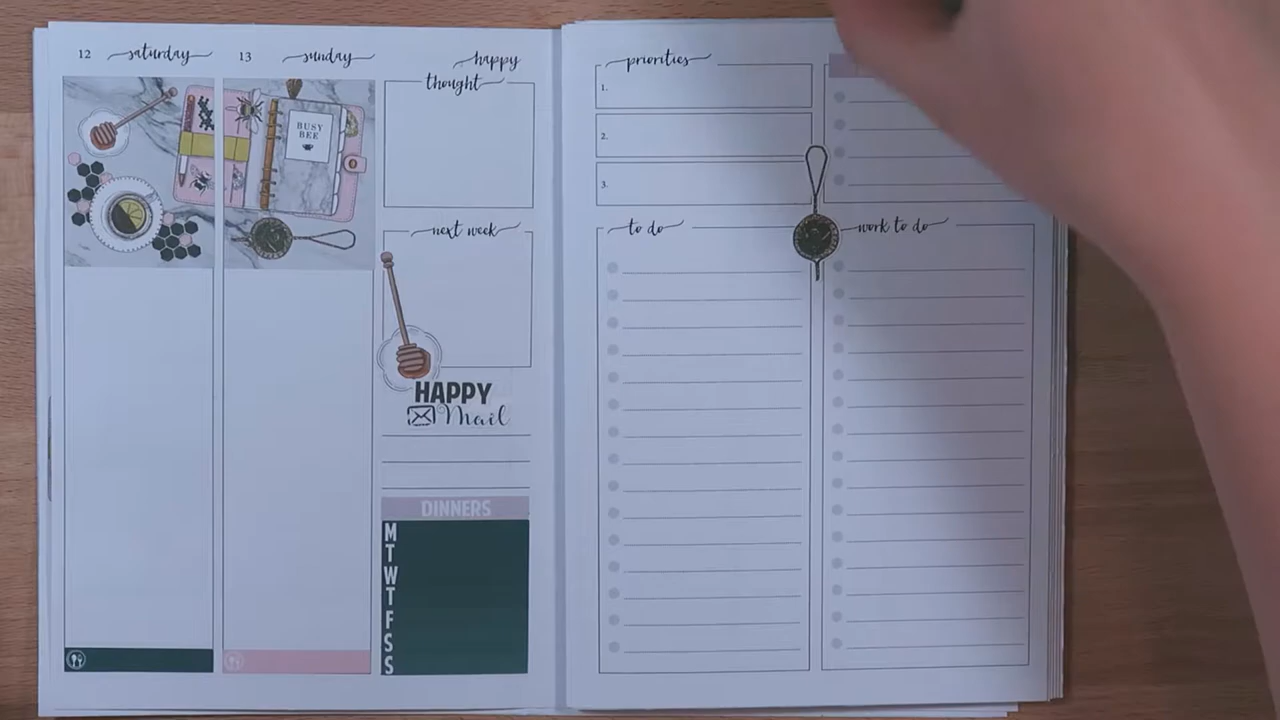 12 saturday
13 sunday
happy
thought
BUSY
BEE
next week
HAPPY
Mail
DINNERS
M
T
W
T
F
S
S
priorities
1.
2.
3.
to do
work to do